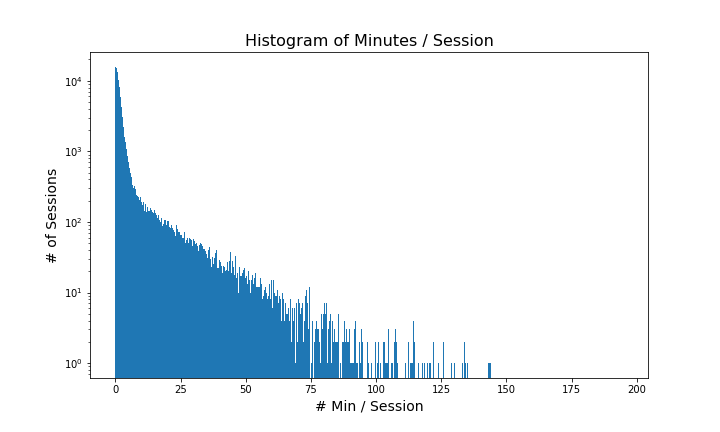 Histogram of Minutes / Session
# of Sessions
10⁴
10³
10²
10¹
10⁰
0 25 50 75 100 125 150 175 200
# Min / Session